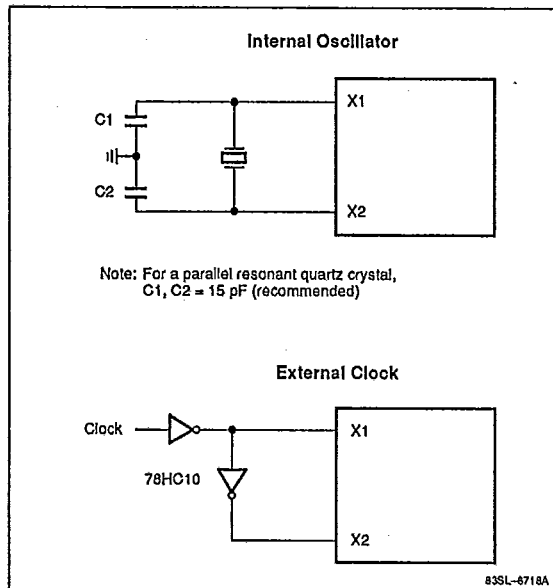 Internal Oscillator
X1
C1
C2
X2
Note: For a parallel resonant quartz crystal,
C1, C2 = 15 pF (recommended)
External Clock
Clock
X1
78HC10
X2
83SL-6718A